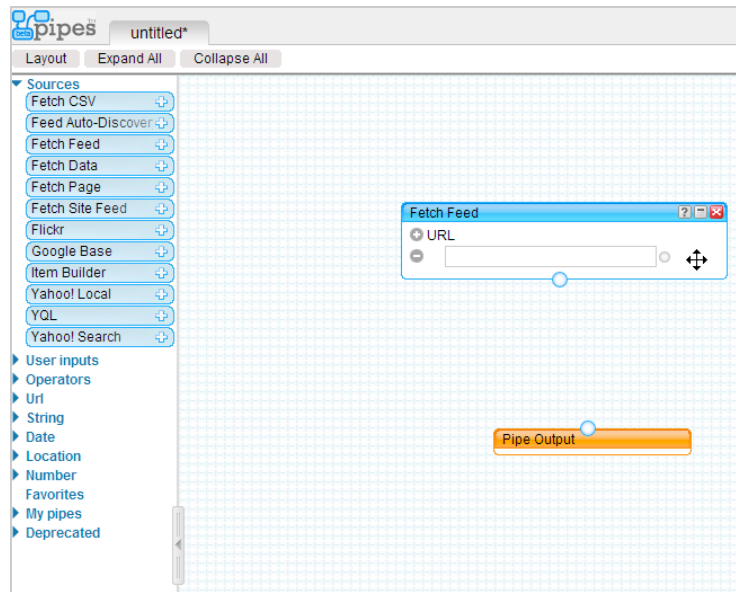 pipes™
beta
untitled*
Layout Expand All Collapse All
Sources
Fetch CSV
Feed Auto-Discover
Fetch Feed
Fetch Data
Fetch Page
Fetch Site Feed
Flickr
Google Base
Item Builder
Yahoo! Local
YQL
Yahoo! Search
User inputs
Operators
Url
String
Date
Location
Number
Favorites
My pipes
Deprecated
Fetch Feed ?
URL
Pipe Output